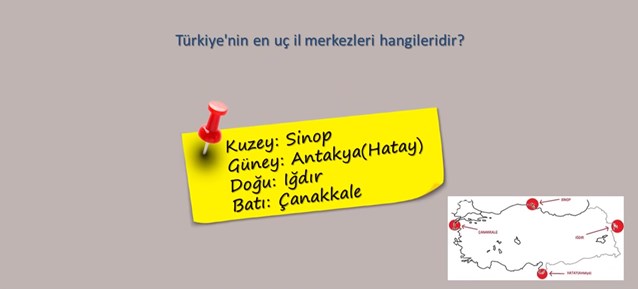 Türkiye'nin en uç il merkezleri hangileridir?
Kuzey: Sinop
Güney: Antakya(Hatay)
Doğu: Iğdır
Batı: Çanakkale
SİNOP
ÇANAKKALE
IĞDIR